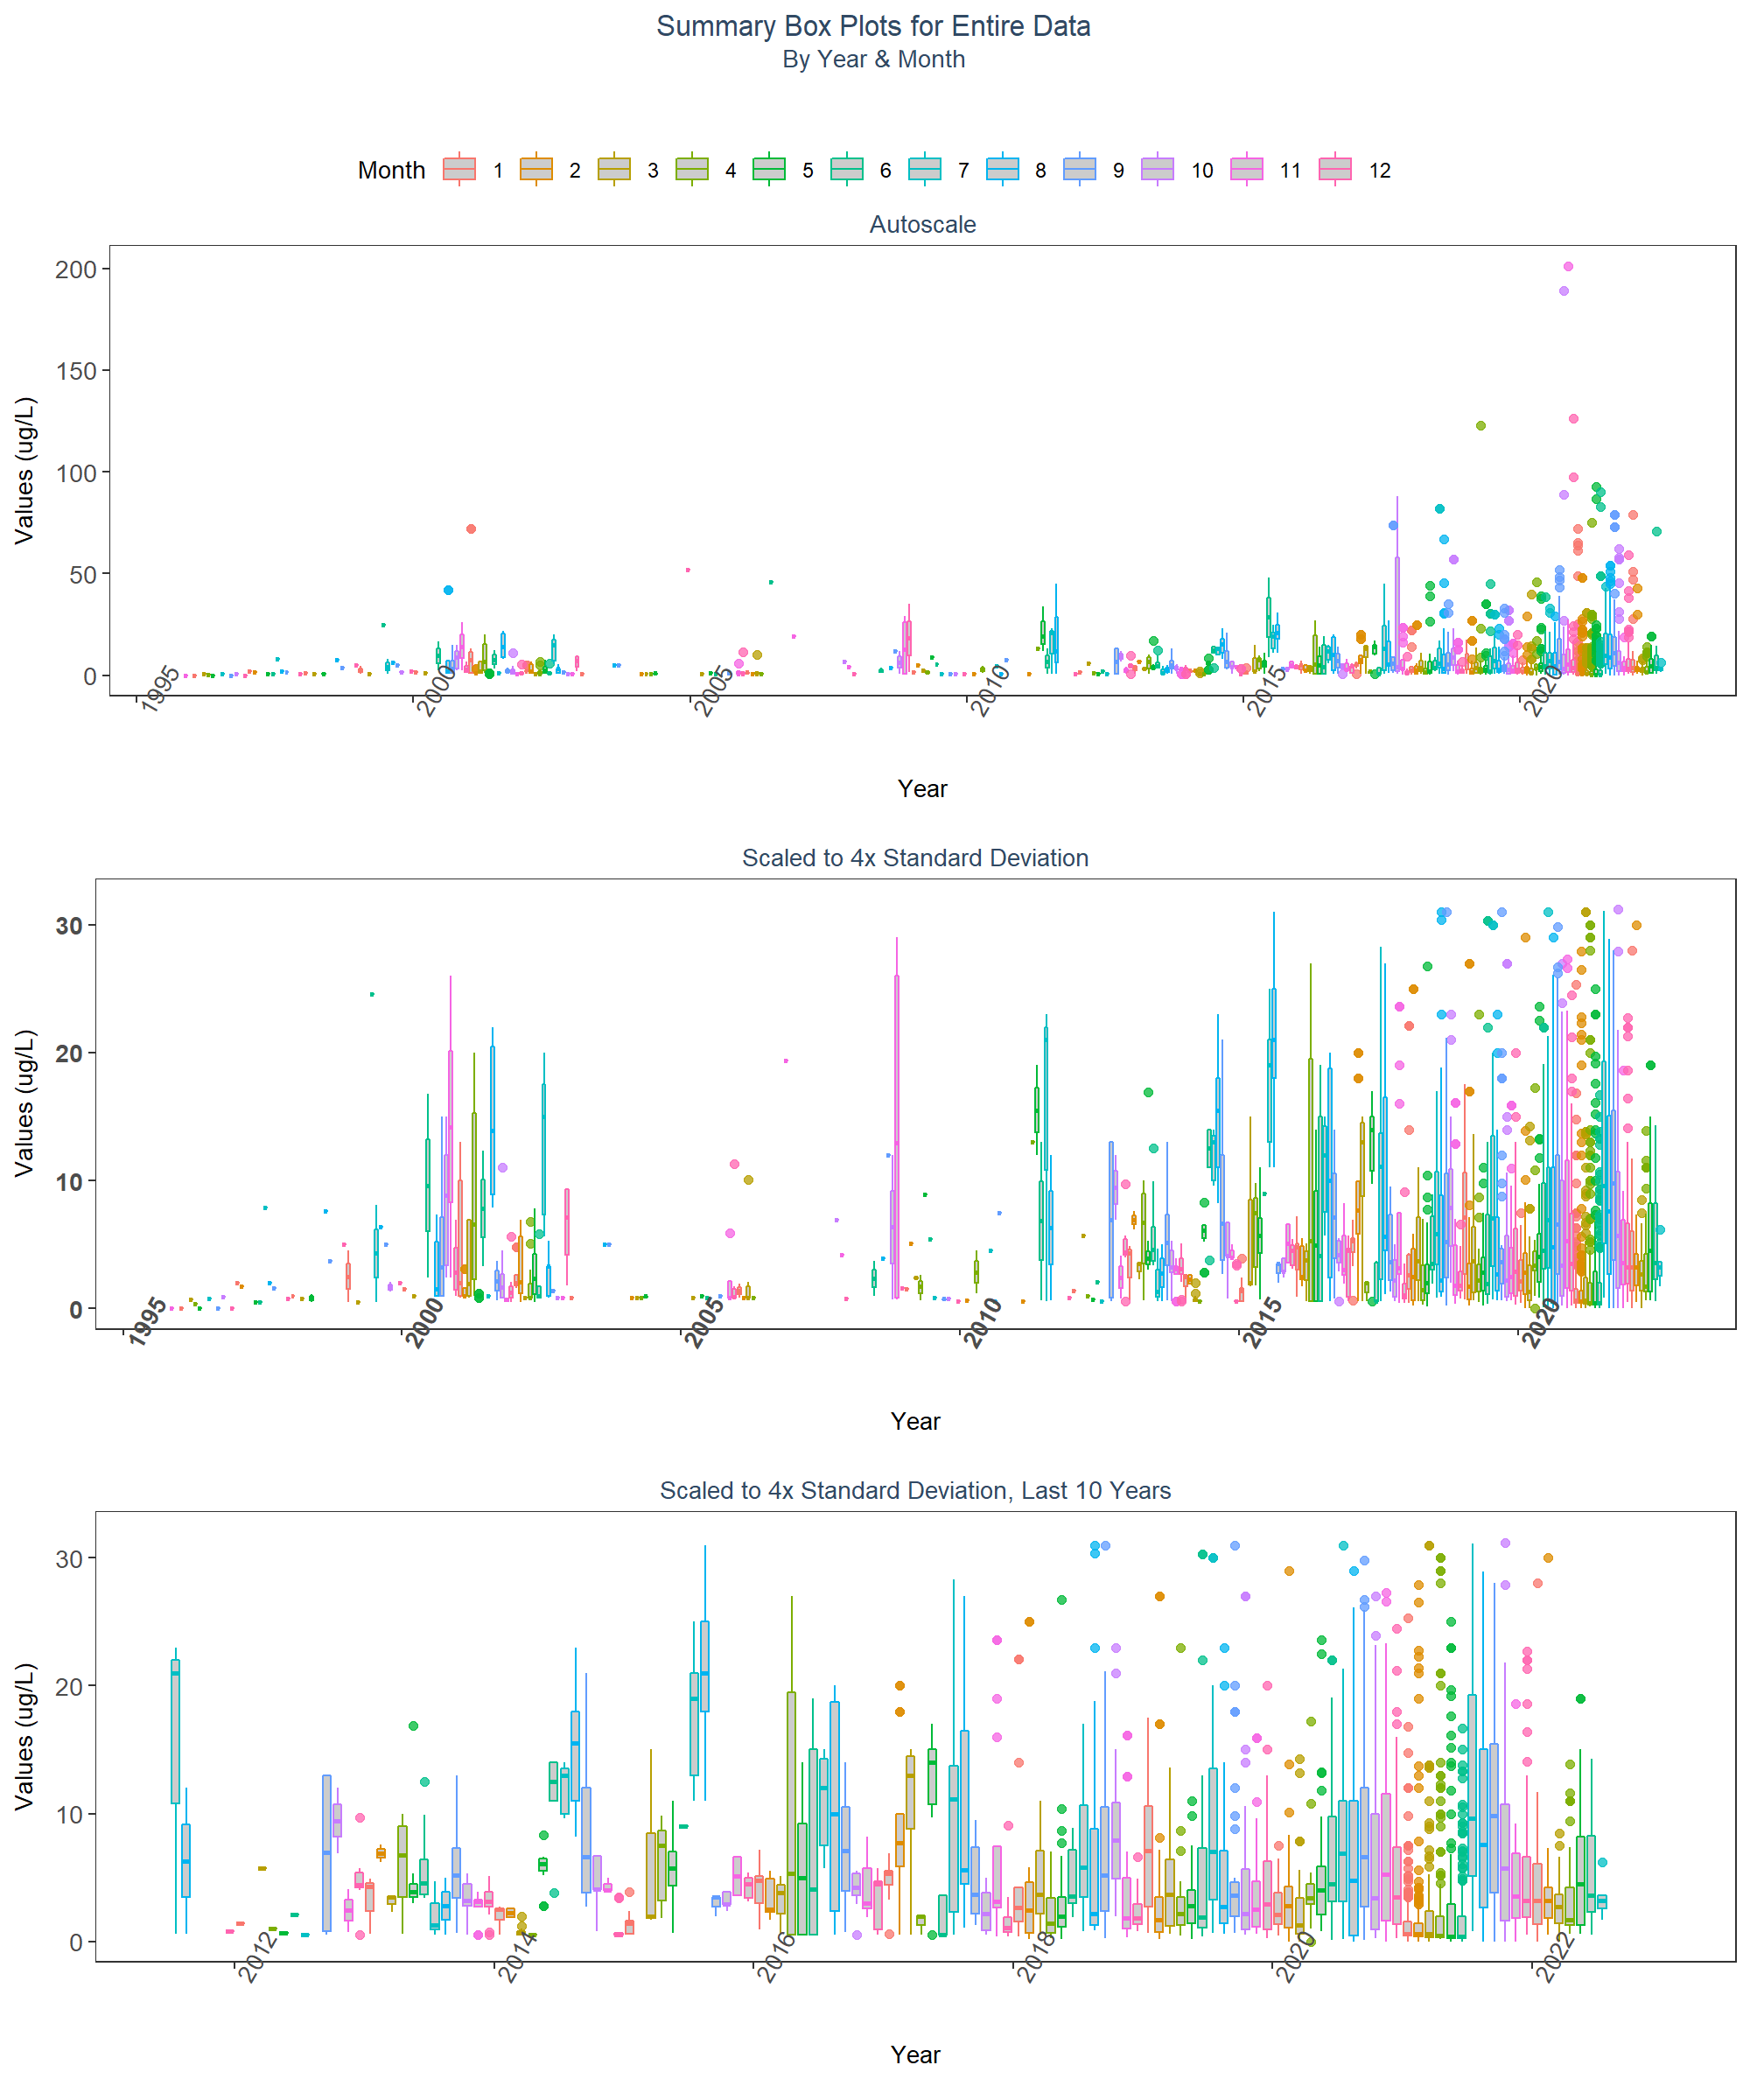 Summary Box Plots for Entire Data
By Year & Month
Month 1 2 3 4 5 6 7 8 9 10 11 12
Autoscale
Values (ug/L)
200
150
100
50
0
1995 2000 2005 2010 2015 2020
Year
Scaled to 4x Standard Deviation
Values (ug/L)
30
20
10
0
1995 2000 2005 2010 2015 2020
Year
Scaled to 4x Standard Deviation, Last 10 Years
Values (ug/L)
30
20
10
0
2012 2014 2016 2018 2020 2022
Year